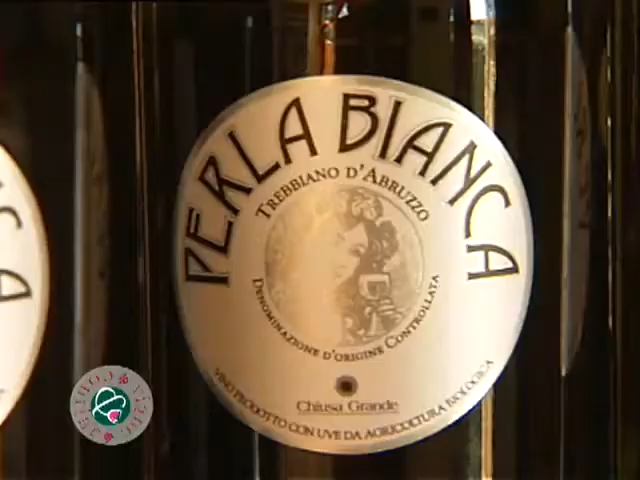 PERLA BIANCA
TREBBIANO D'ABRUZZO
DENOMINAZIONE D'ORIGINE CONTROLLATA
Chiusa Grande
VINO PRODOTTO CON UVE DA AGRICOLTURA BIOLOGICA